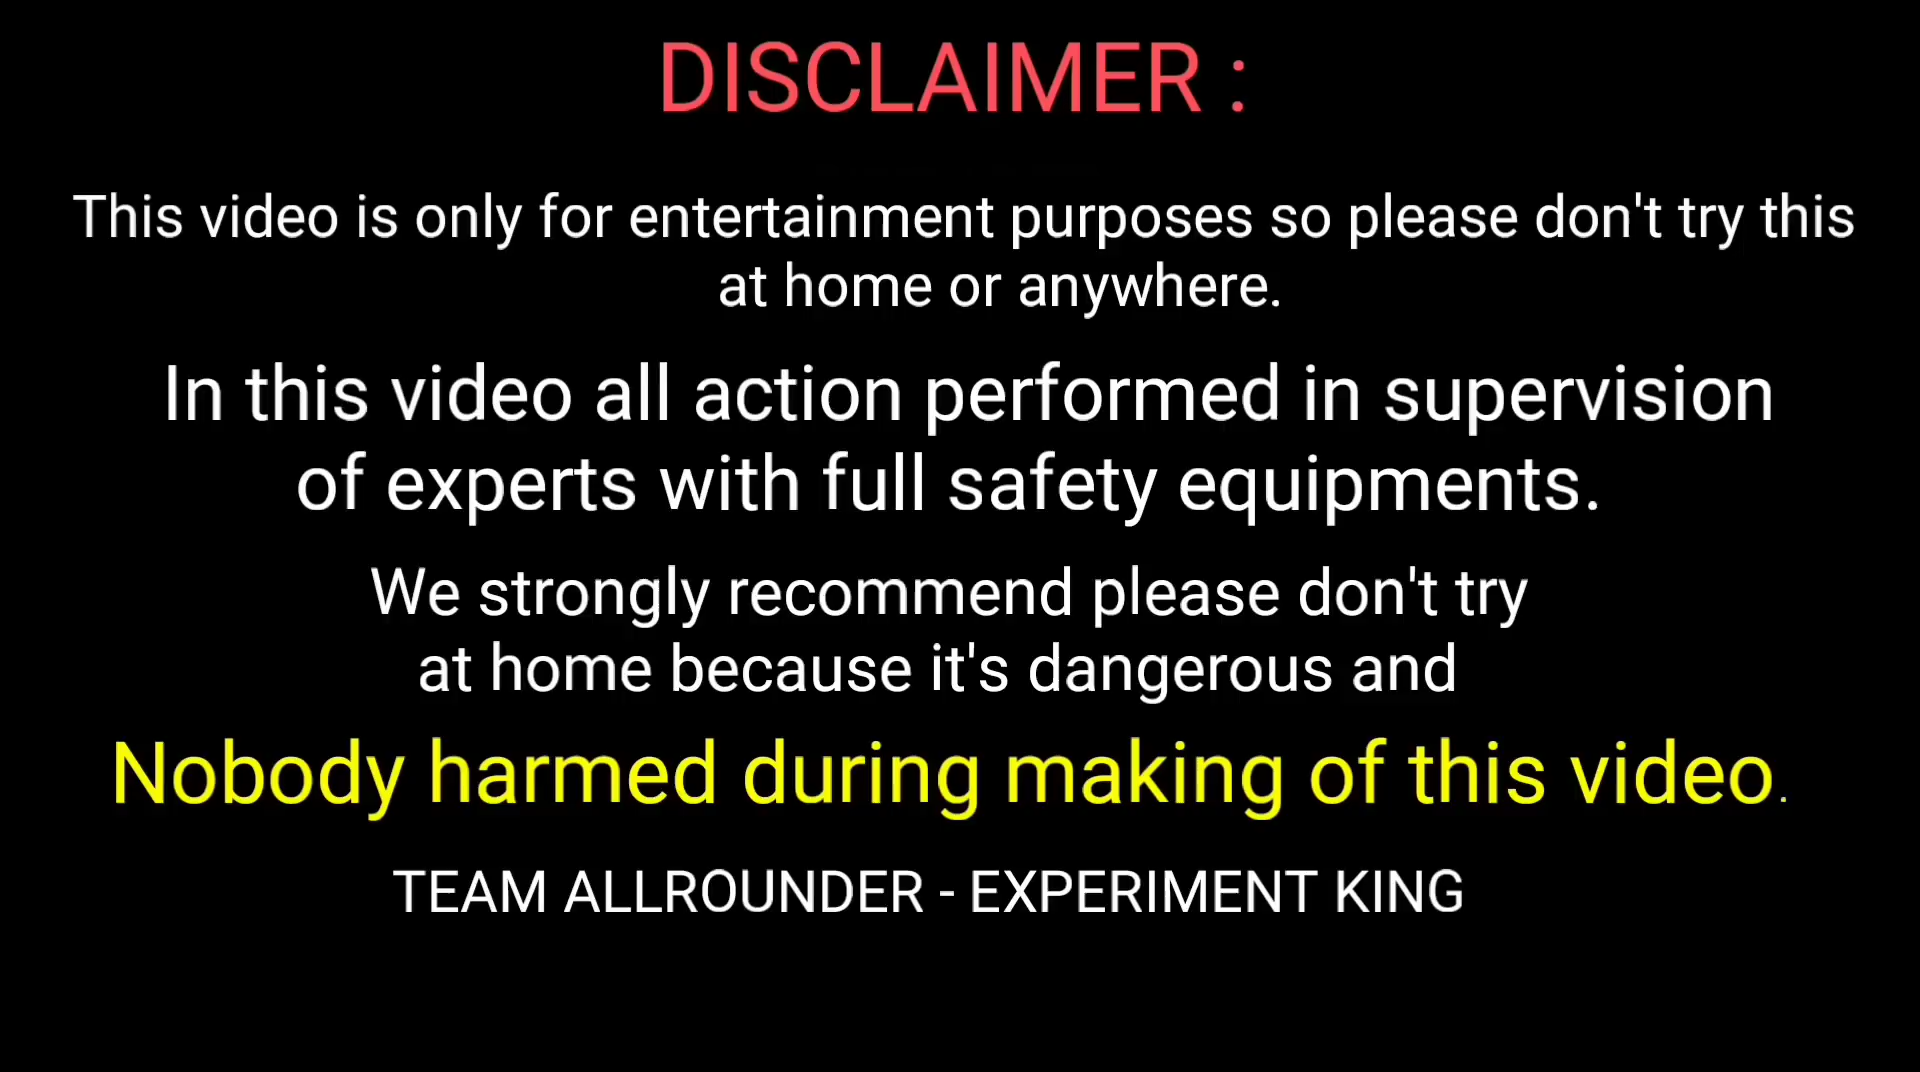 DISCLAIMER :
This video is only for entertainment purposes so please don't try this
at home or anywhere.
In this video all action performed in supervision
of experts with full safety equipments.
We strongly recommend please don't try
at home because it's dangerous and
Nobody harmed during making of this video.
TEAM ALLROUNDER - EXPERIMENT KING